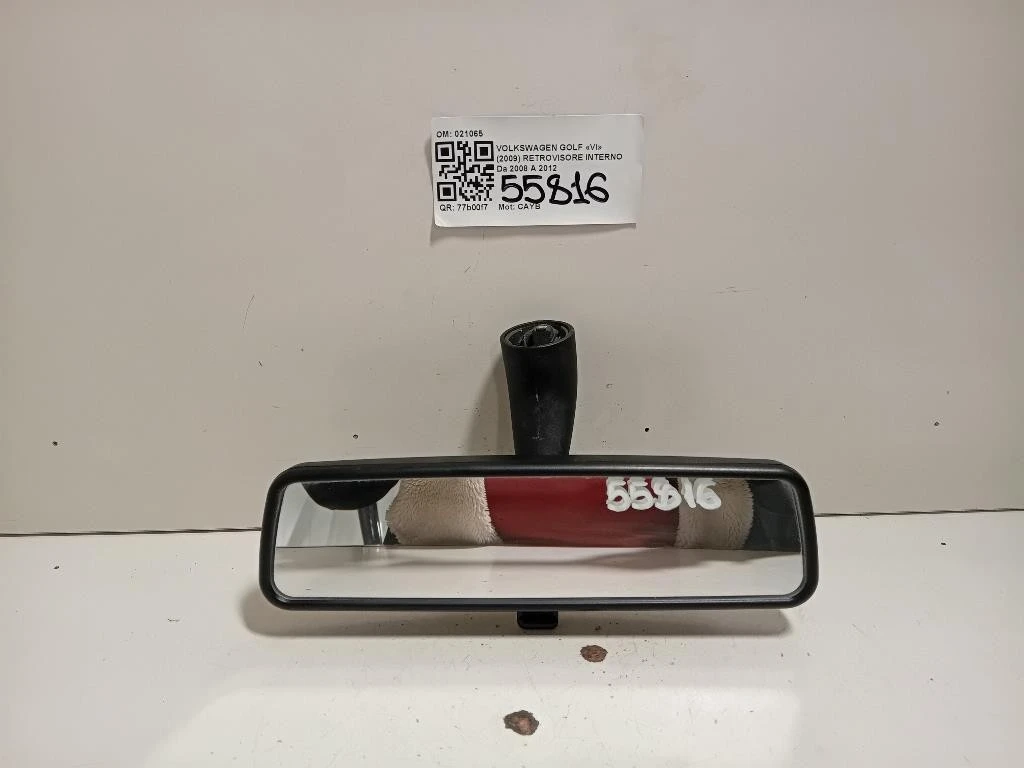 OM: 021065
VOLKSWAGEN GOLF «VI»
(2009) RETROVISORE INTERNO
Da 2008 A 2012
55816
QR: 77b00f7 Mot: CAYB
55816